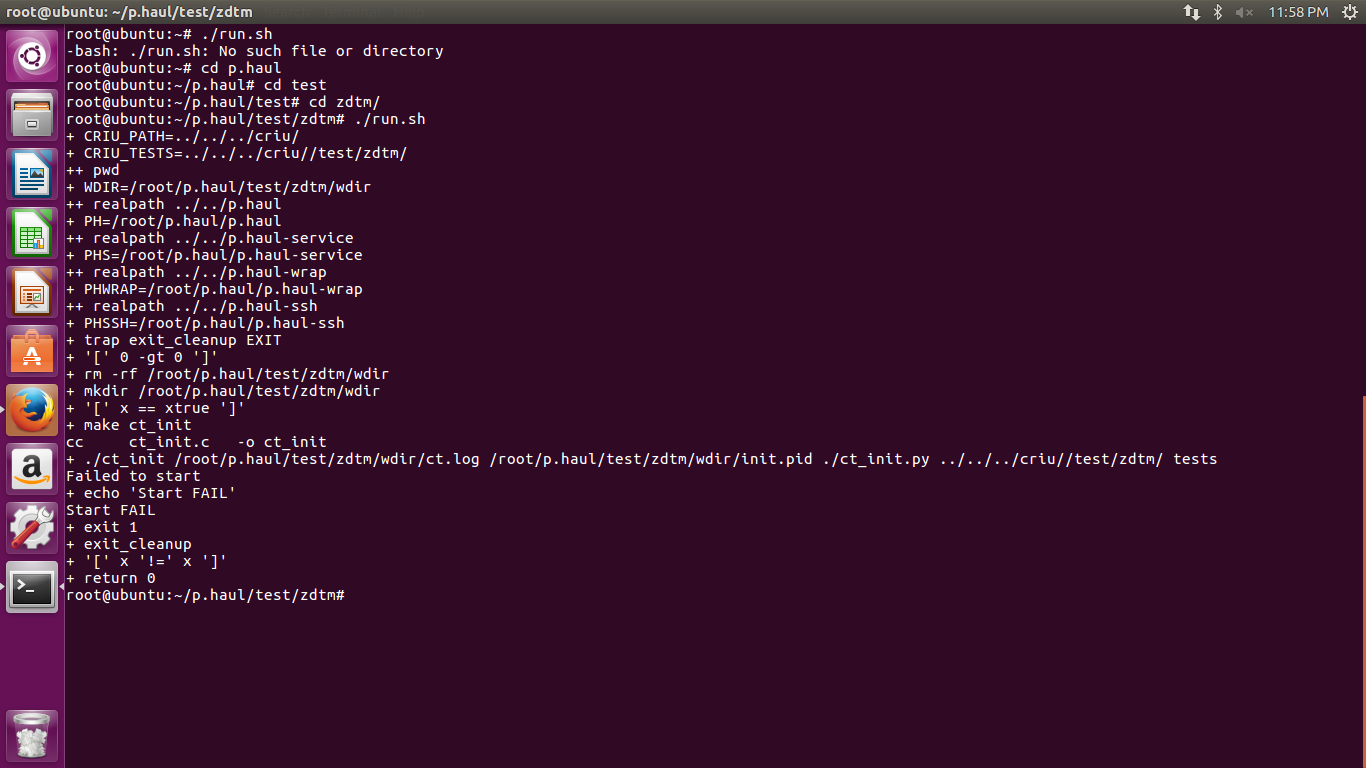 root@ubuntu: ~/p.haul/test/zdtm
11:58 PM
root@ubuntu:~# ./run.sh
-bash: ./run.sh: No such file or directory
root@ubuntu:~# cd p.haul
root@ubuntu:~/p.haul# cd test
root@ubuntu:~/p.haul/test# cd zdtm/
root@ubuntu:~/p.haul/test/zdtm# ./run.sh
+ CRIU_PATH=../../../criu/
+ CRIU_TESTS=../../../criu//test/zdtm/
++ pwd
+ WDIR=/root/p.haul/test/zdtm/wdir
++ realpath ../../p.haul
+ PH=/root/p.haul/p.haul
++ realpath ../../p.haul-service
+ PHS=/root/p.haul/p.haul-service
++ realpath ../../p.haul-wrap
+ PHWRAP=/root/p.haul/p.haul-wrap
++ realpath ../../p.haul-ssh
+ PHSSH=/root/p.haul/p.haul-ssh
+ trap exit_cleanup EXIT
+ '[' 0 -gt 0 ']'
+ rm -rf /root/p.haul/test/zdtm/wdir
+ mkdir /root/p.haul/test/zdtm/wdir
+ '[' x == xtrue ']'
+ make ct_init
cc     ct_init.c   -o ct_init
+ ./ct_init /root/p.haul/test/zdtm/wdir/ct.log /root/p.haul/test/zdtm/wdir/init.pid ./ct_init.py ../../../criu//test/zdtm/ tests
Failed to start
+ echo 'Start FAIL'
Start FAIL
+ exit 1
+ exit_cleanup
+ '[' x '!=' x ']'
+ return 0
root@ubuntu:~/p.haul/test/zdtm#